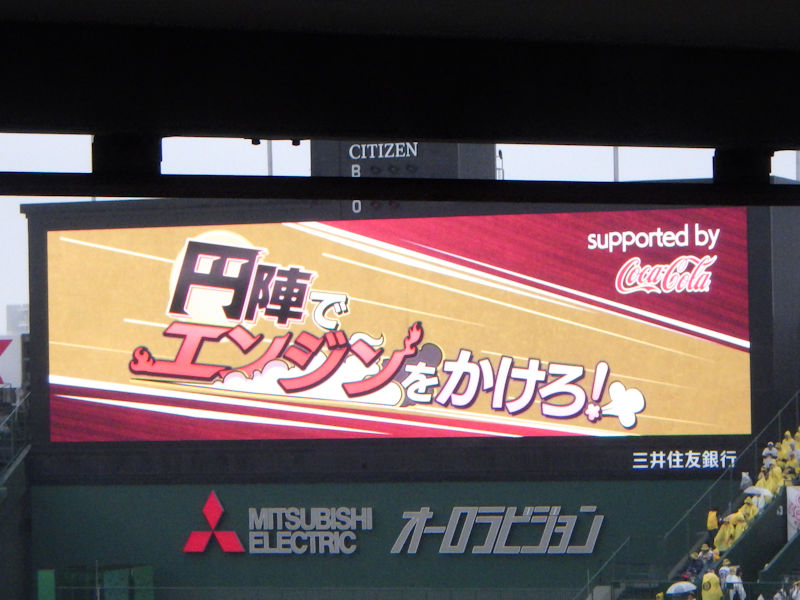 CITIZEN
B
O
supported by
Coca-Cola
円陣で
エンジンをかけろ!
三井住友銀行
MITSUBISHI
ELECTRIC
オーロラビジョン